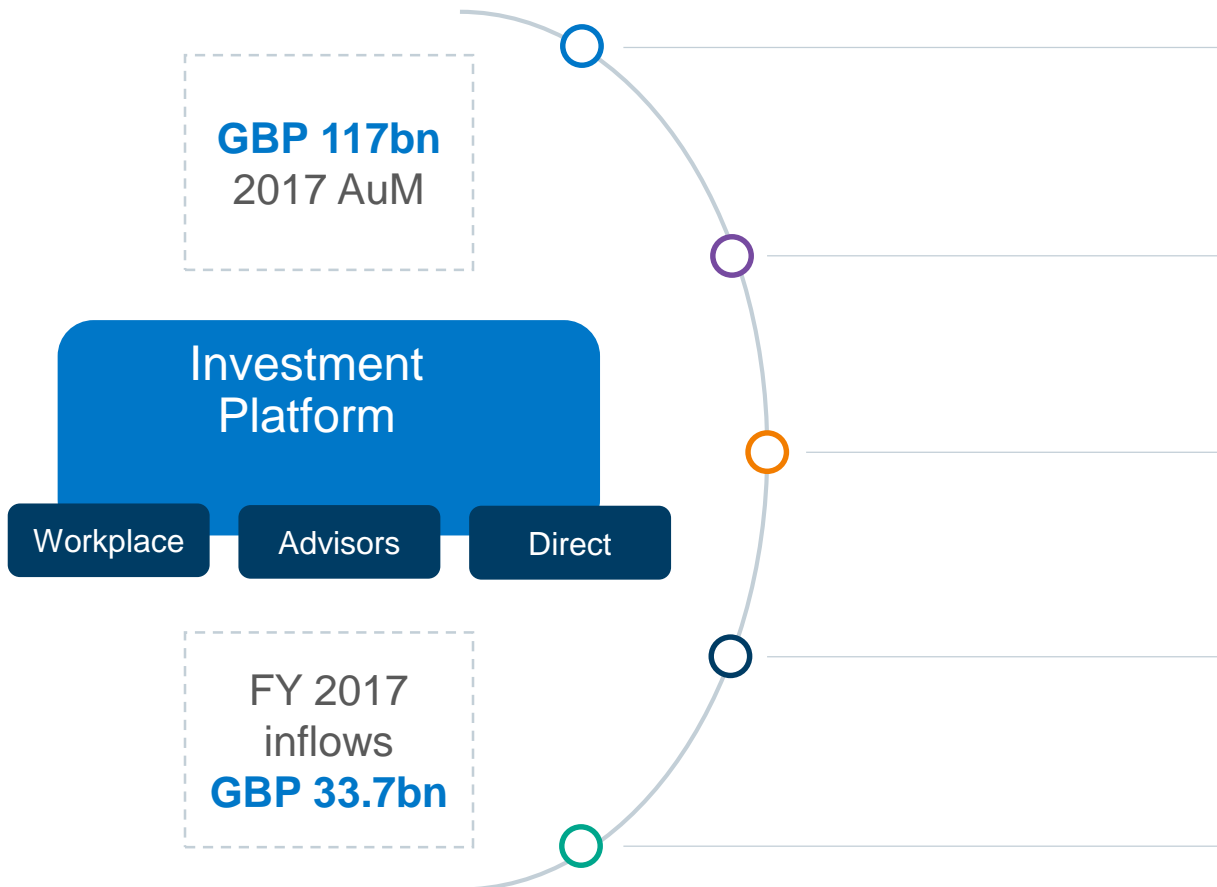 GBP 117bn
2017 AuM
Investment
Platform
Workplace
Advisors
Direct
FY 2017
inflows
GBP 33.7bn